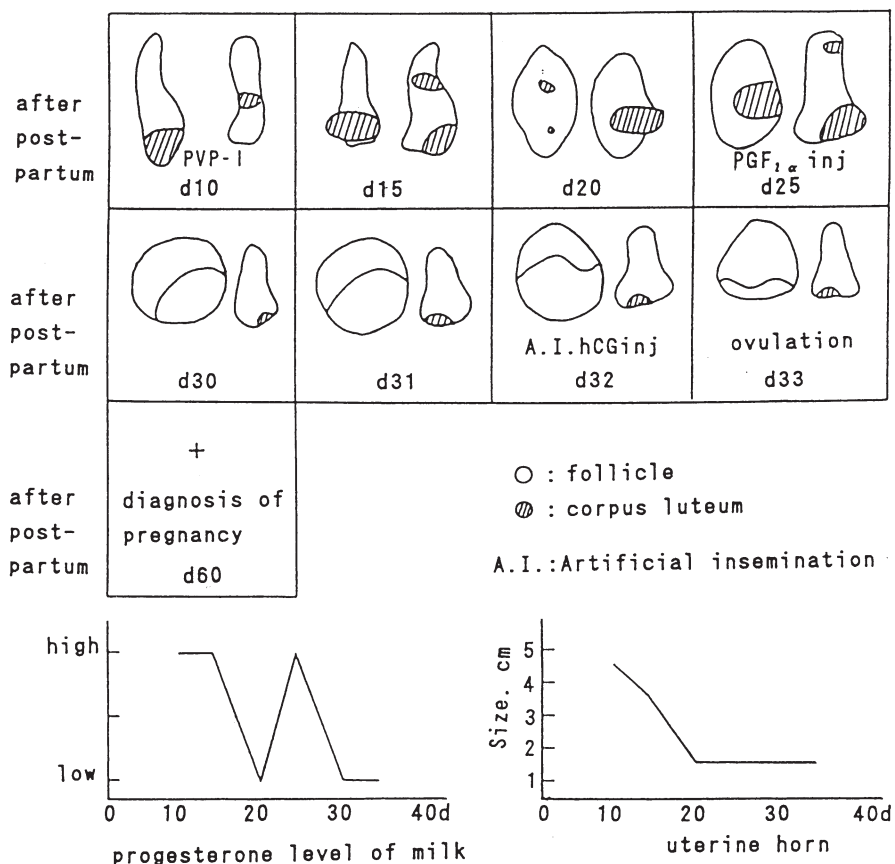 after
post-
partum
PVP-I
d10
d15
d20
PGF2α inj
d25
after
post-
partum
d30
d31
A.I.hCGinj
d32
ovulation
d33
after
post-
partum
+
diagnosis of
pregnancy
d60
○ : follicle
: corpus luteum
A.I.:Artificial insemination
high
low
0 10 20 30 40d
progesterone level of milk
Size. cm
5
4
3
2
1
0 10 20 30 40d
uterine horn